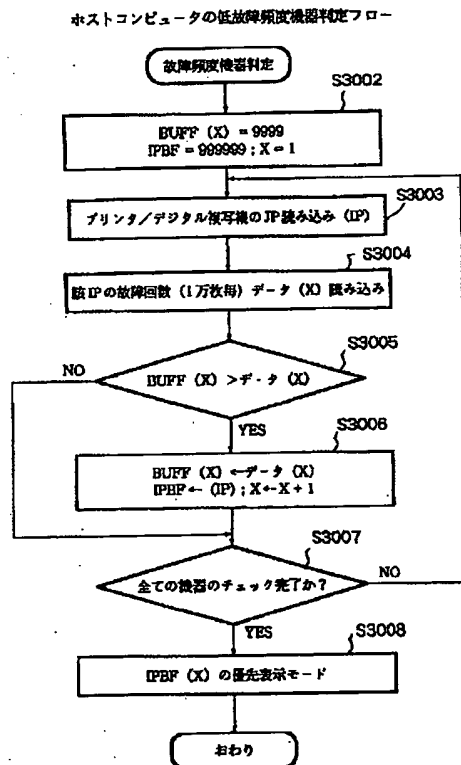 ホストコンピュータの低故障頻度機器判定フロー
故障頻度機器判定
S3002
BUFF (X) = 9999
IPBF = 999999 ; X = 1
S3003
プリンタ/デジタル複写機のIP読み込み (IP)
S3004
該IPの故障回数 (1万枚毎) データ (X) 読み込み
S3005
NO
BUFF (X) >データ (X)
YES
S3006
BUFF (X) ←データ (X)
IPBF← (IP) ; X←X+1
S3007
全ての機器のチェック完了か?
NO
YES
S3008
IPBF (X) の優先表示モード
おわり